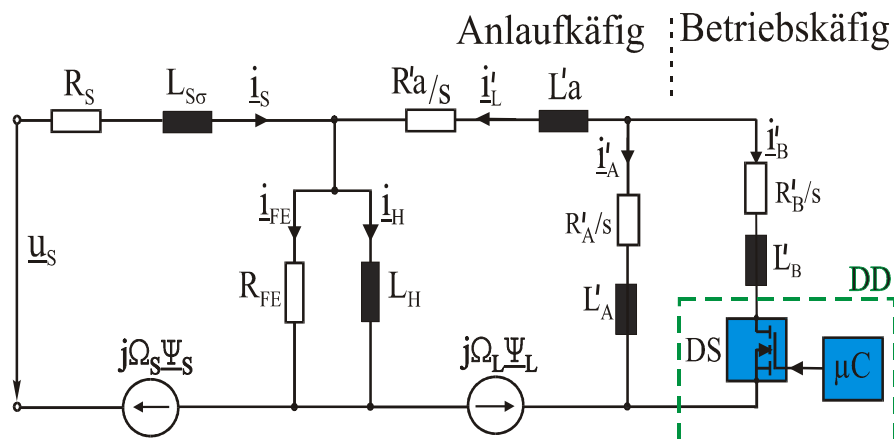 Anlaufkäfig
Betriebskäfig
R_S
L_Sσ
i_S
R'a/s
i'_L
L'a
i'_A
i'_B
R'_B/s
i_FE
i_H
R'_A/s
u_S
R_FE
L_H
L'_A
L'_B
DD
DS
µC
jΩ_SΨ_S
jΩ_LΨ_L